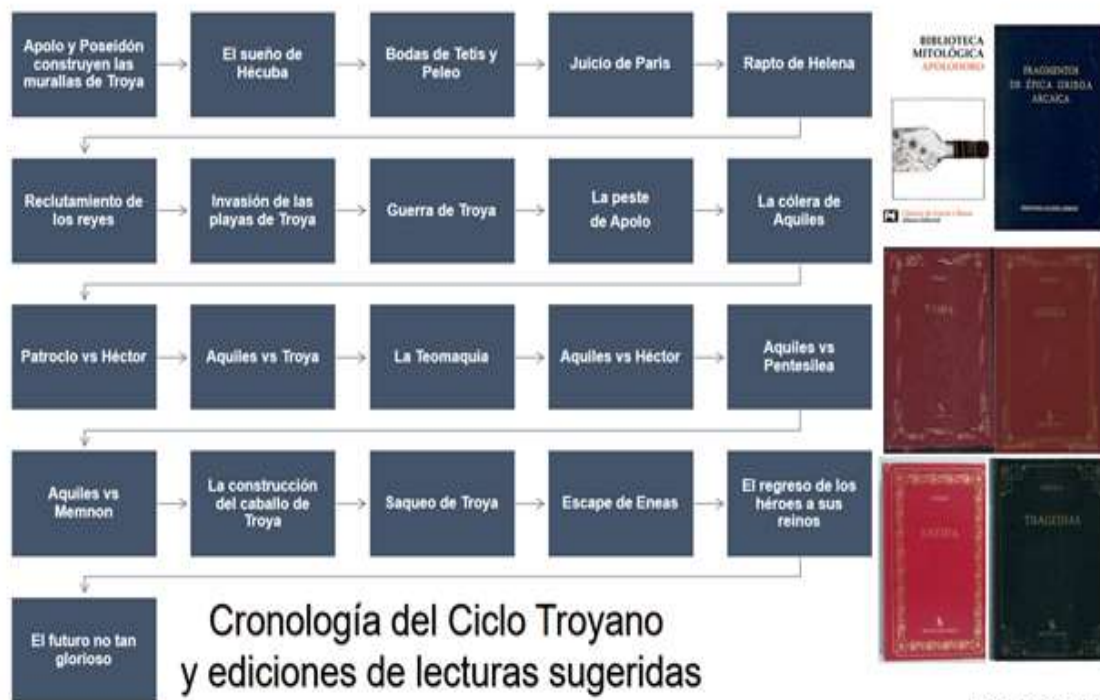 Apolo y Poseidón
construyen las
murallas de Troya
El sueño de
Hécuba
Bodas de Tetis y
Peleo
Juicio de Paris
Rapto de Helena
Reclutamiento de
los reyes
Invasión de las
playas de Troya
Guerra de Troya
La peste
de Apolo
La cólera de
Aquiles
Patroclo vs Héctor
Aquiles vs Troya
La Teomaquia
Aquiles vs Héctor
Aquiles vs
Pentesilea
Aquiles vs
Memnon
La construcción
del caballo de
Troya
Saqueo de Troya
Escape de Eneas
El regreso de los
héroes a sus
reinos
El futuro no tan
glorioso
Cronología del Ciclo Troyano
y ediciones de lecturas sugeridas
BIBLIOTECA
MITOLÓGICA
APOLODORO
FRAGMENTOS
DE ÉPICA GRIEGA
ARCAICA
TRAGEDIAS